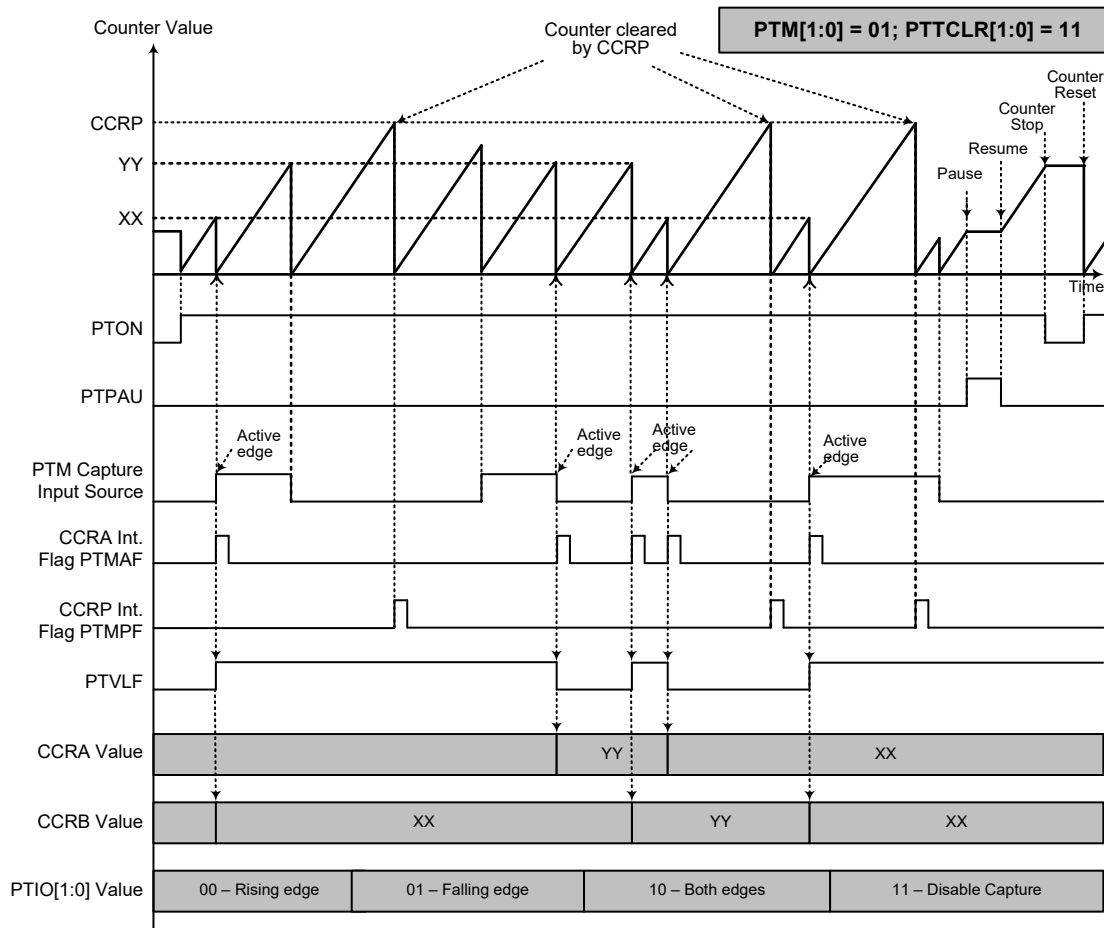 Counter Value
Counter cleared
by CCRP
PTM[1:0] = 01; PTTCLR[1:0] = 11
Counter
Reset
Counter
Stop
Resume
Pause
CCRP
YY
XX
Time
PTON
PTPAU
Active
edge
Active
edge
Active
edge
Active
edge
PTM Capture
Input Source
CCRA Int.
Flag PTMAF
CCRP Int.
Flag PTMPF
PTVLF
CCRA Value
YY
XX
CCRB Value
XX
YY
XX
PTIO[1:0] Value
00 – Rising edge
01 – Falling edge
10 – Both edges
11 – Disable Capture